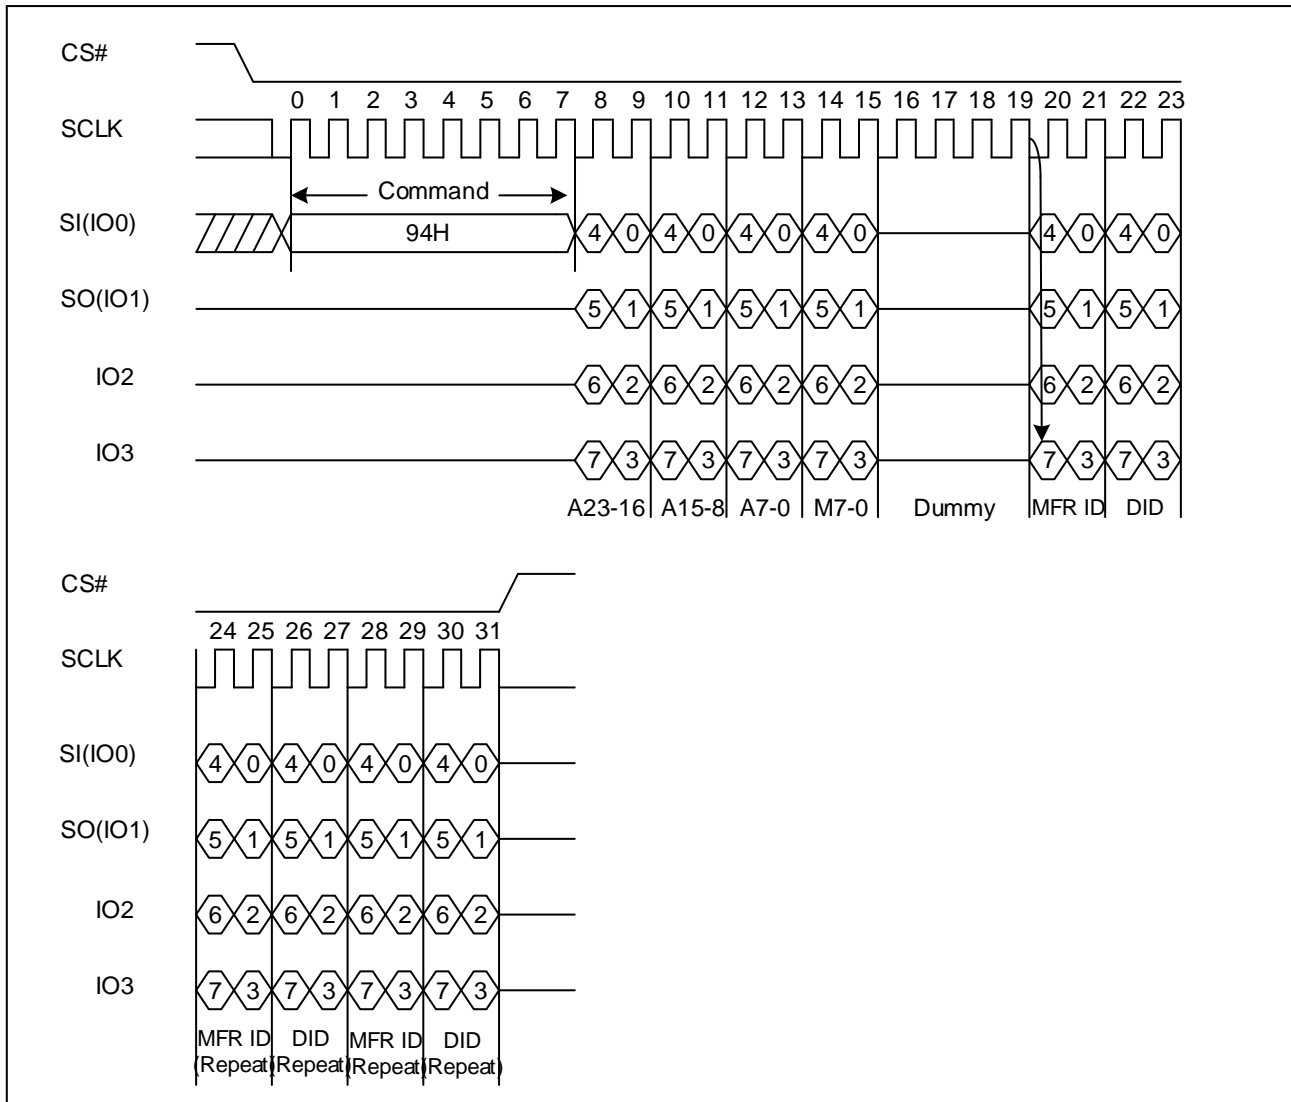 CS#
0 1 2 3 4 5 6 7 8 9 10 11 12 13 14 15 16 17 18 19 20 21 22 23
SCLK
Command
SI(IO0) 94H 4 0 4 0 4 0 4 0 4 0 4 0
SO(IO1) 5 1 5 1 5 1 5 1 5 1 5 1
IO2 6 2 6 2 6 2 6 2 6 2 6 2
IO3 7 3 7 3 7 3 7 3 7 3 7 3
A23-16 A15-8 A7-0 M7-0 Dummy MFR ID DID
CS#
24 25 26 27 28 29 30 31
SCLK
SI(IO0) 4 0 4 0 4 0 4 0
SO(IO1) 5 1 5 1 5 1 5 1
IO2 6 2 6 2 6 2 6 2
IO3 7 3 7 3 7 3 7 3
MFR ID DID MFR ID DID
(Repeat) (Repeat) (Repeat) (Repeat)